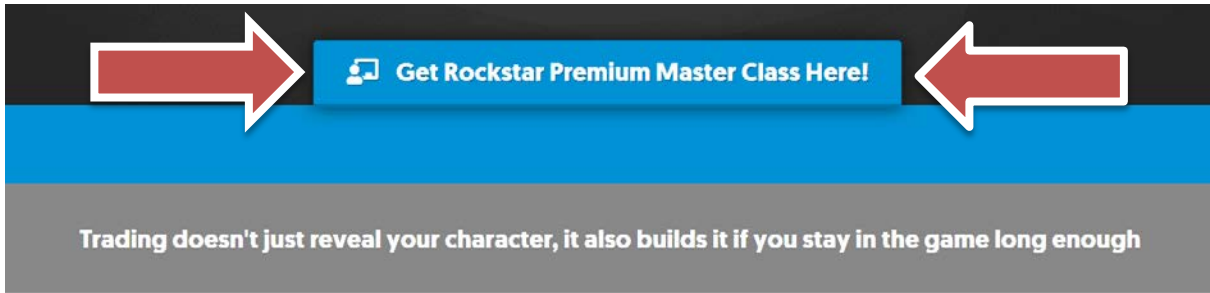 Get Rockstar Premium Master Class Here!
Trading doesn't just reveal your character, it also builds it if you stay in the game long enough